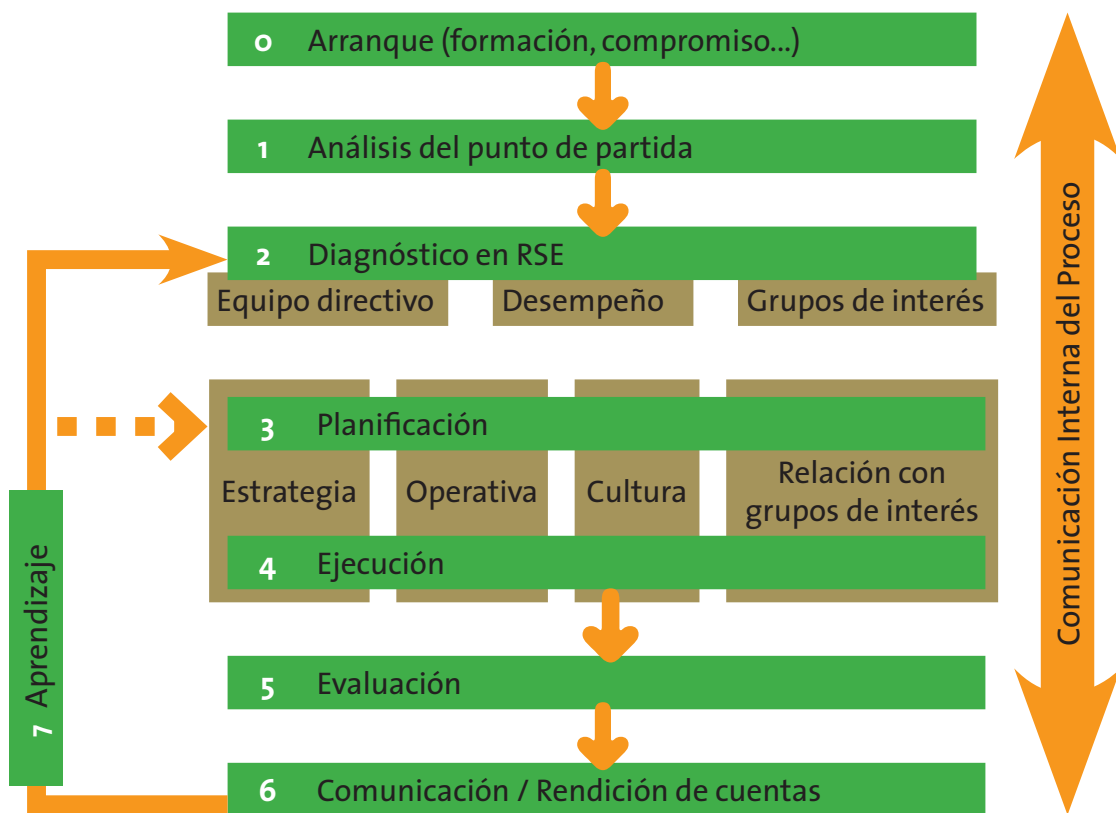 0 Arranque (formación, compromiso...)
1 Análisis del punto de partida
2 Diagnóstico en RSE
Equipo directivo
Desempeño
Grupos de interés
3 Planificación
Estrategia
Operativa
Cultura
Relación con
grupos de interés
4 Ejecución
5 Evaluación
6 Comunicación / Rendición de cuentas
7 Aprendizaje
Comunicación Interna del Proceso